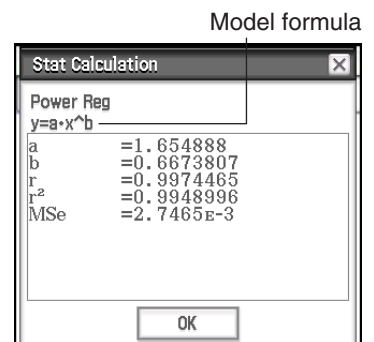 Model formula
Stat Calculation
Power Reg
y=a·x^b
a =1.654888
b =0.6673807
r =0.9974465
r² =0.9948996
MSe =2.7465ᴇ-3
OK